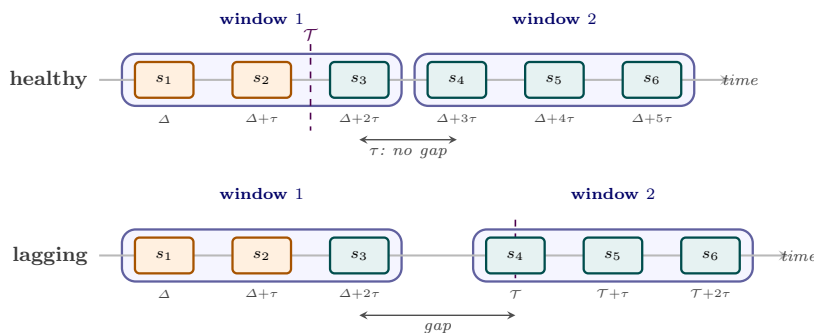 window 1 window 2
𝒯
healthy s₁ s₂ s₃ s₄ s₅ s₆ time
Δ Δ+τ Δ+2τ Δ+3τ Δ+4τ Δ+5τ
τ: no gap
window 1 window 2
lagging s₁ s₂ s₃ s₄ s₅ s₆ time
Δ Δ+τ Δ+2τ 𝒯 𝒯+τ 𝒯+2τ
gap